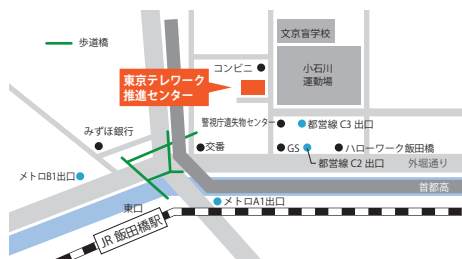 文京盲学校
歩道橋
コンビニ
小石川
運動場
東京テレワーク
推進センター
警視庁遺失物センター
都営線 C3 出口
みずほ銀行
交番
GS
ハローワーク飯田橋
都営線 C2 出口
外堀通り
メトロB1出口
首都高
メトロA1出口
東口
JR 飯田橋駅